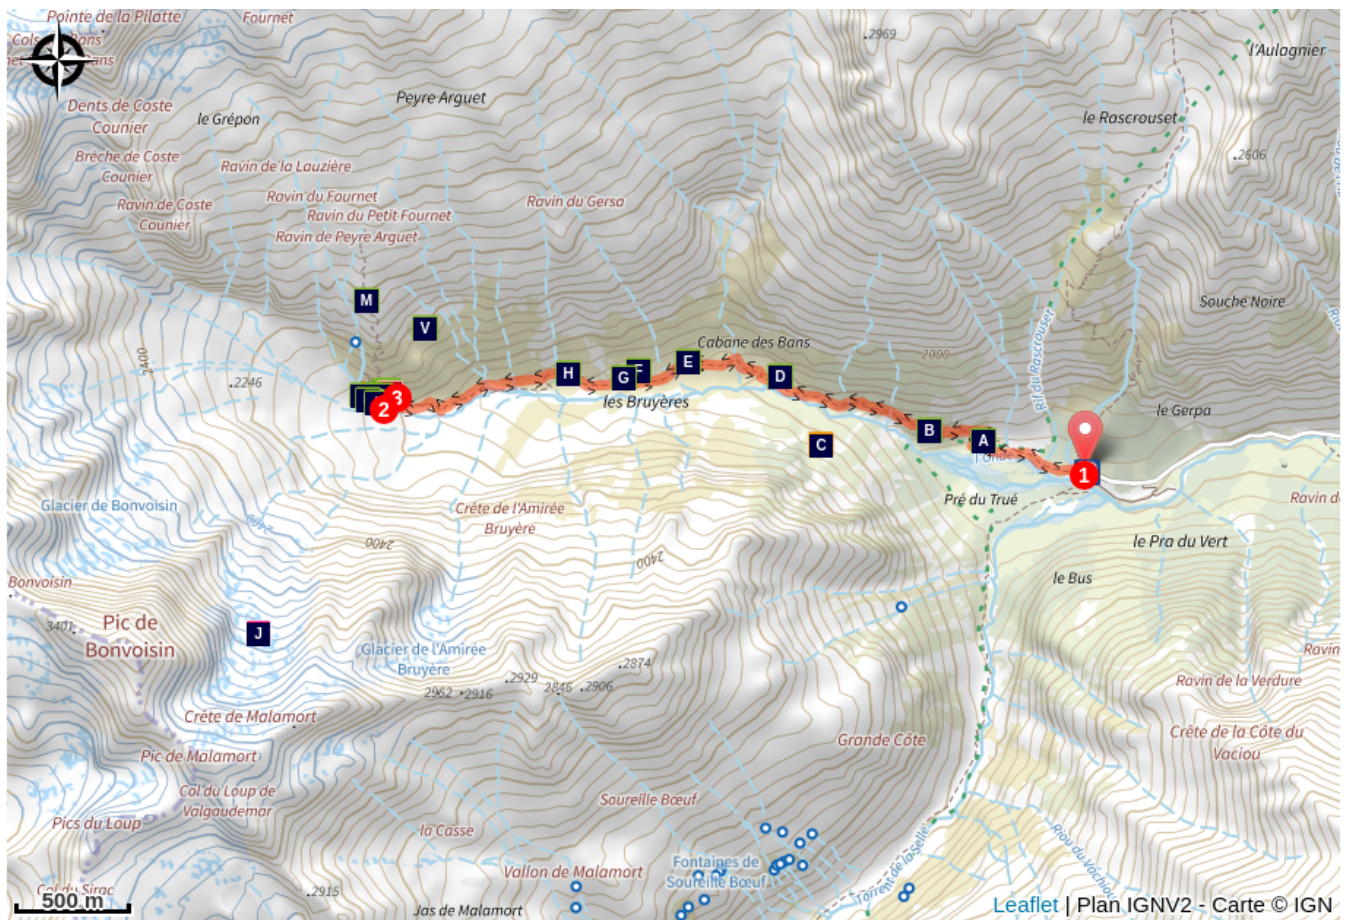 Pointe de la Pilatte
Fournet
.2969
l'Aulagnier
Peyre Arguet
Dents de Coste
Counier
le Grépon
le Rascrouset
Brèche de Coste
Counier
Ravin de la Lauzière
.2606
Ravin du Fournet
Ravin de Coste
Counier
Ravin du Petit Fournet
Ravin du Gersa
Ravin de Peyre Arguet
M
Souche Noire
V
Rif du Rascrouset
Cabane des Bans
2000
2400
.2246
H
G
F
E
D
3
2
les Bruyères
le Gerpa
B
A
C
l'Onde
1
Glacier de Bonvoisin
Pré du Trué
Crête de l'Amirée
Bruyère
2400
2400
2400
le Pra du Vert
le Bus
Bonvoisin
3401
Pic de
Bonvoisin
J
Glacier de l'Amirée
Bruyère
.2874
2929
2962
2916
2846
2906
Ravin de la Verdure
Crête de Malamort
Pic de Malamort
Grande Côte
Crête de la Côte du
Vaciou
Col du Loup de
Valgaudemar
Soureille Bœuf
Pics du Loup
la Casse
Fontaines de
Soureille Bœuf
Vallon de Malamort
Torrent de la Selle
Riou du Vachiou
Col du Sirac
.2915
500 m
Jas de Malamort
Leaflet | Plan IGNV2 - Carte © IGN